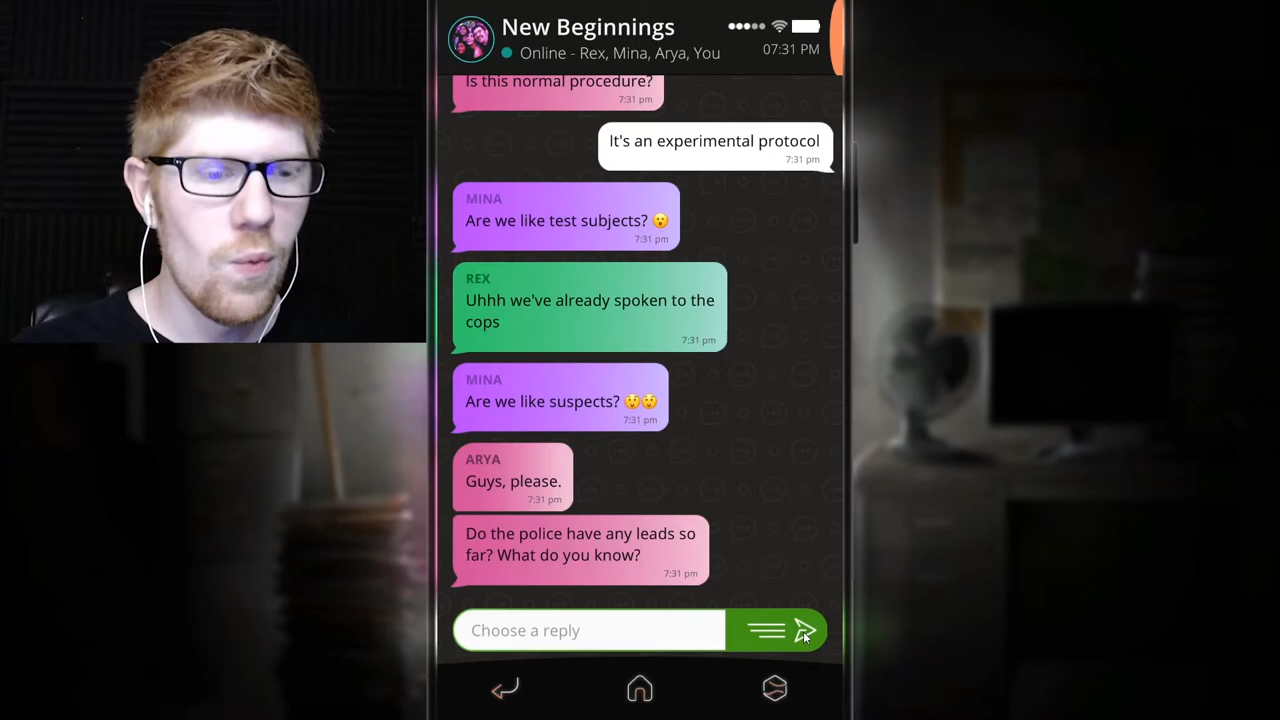 New Beginnings
07:31 PM
Online - Rex, Mina, Arya, You
Is this normal procedure?
7:31 pm
It's an experimental protocol
7:31 pm
MINA
Are we like test subjects? 😮
7:31 pm
REX
Uhhh we've already spoken to the
cops
7:31 pm
MINA
Are we like suspects? 😲😲
7:31 pm
ARYA
Guys, please.
7:31 pm
Do the police have any leads so
far? What do you know?
7:31 pm
Choose a reply